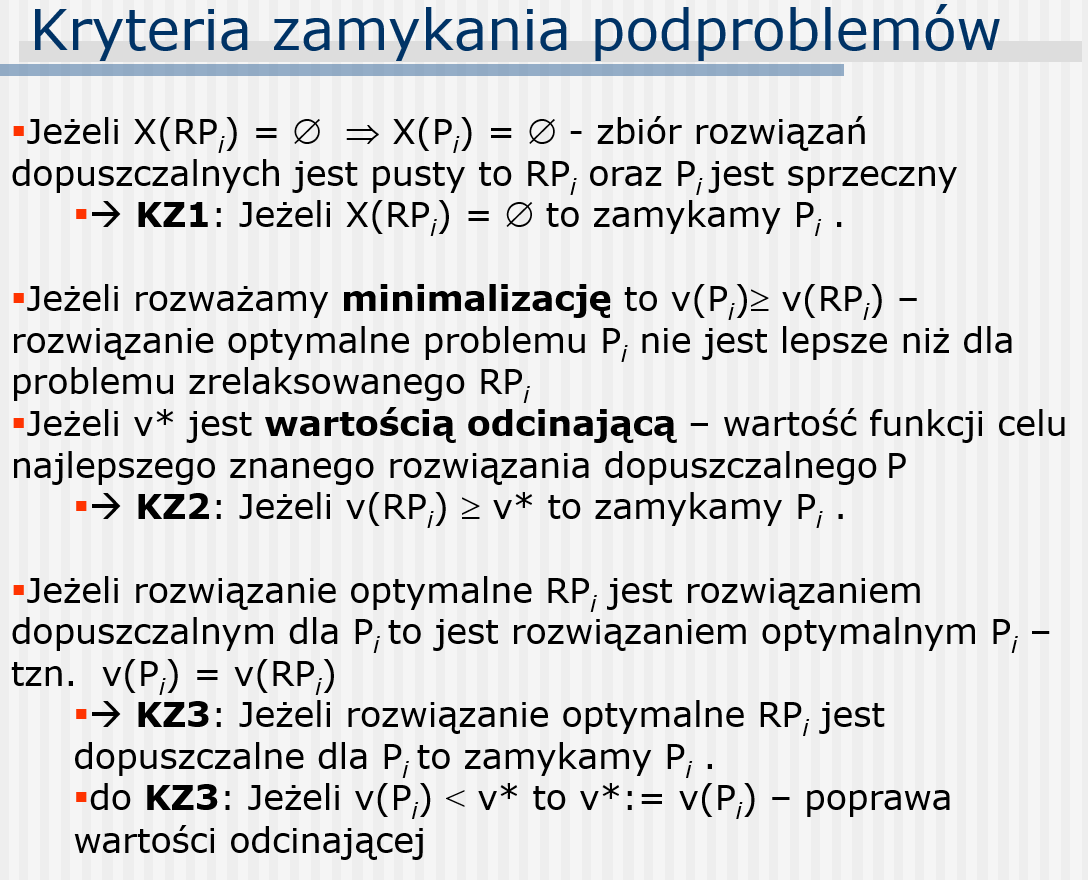 Kryteria zamykania podproblemów
▪Jeżeli X(RPi) = ∅ ⇒ X(Pi) = ∅ - zbiór rozwiązań
dopuszczalnych jest pusty to RPi oraz Pi jest sprzeczny
▪→ KZ1: Jeżeli X(RPi) = ∅ to zamykamy Pi .
▪Jeżeli rozważamy minimalizację to v(Pi)≥ v(RPi) –
rozwiązanie optymalne problemu Pi nie jest lepsze niż dla
problemu zrelaksowanego RPi
▪Jeżeli v* jest wartością odcinającą – wartość funkcji celu
najlepszego znanego rozwiązania dopuszczalnego P
▪→ KZ2: Jeżeli v(RPi) ≥ v* to zamykamy Pi .
▪Jeżeli rozwiązanie optymalne RPi jest rozwiązaniem
dopuszczalnym dla Pi to jest rozwiązaniem optymalnym Pi –
tzn. v(Pi) = v(RPi)
▪→ KZ3: Jeżeli rozwiązanie optymalne RPi jest
dopuszczalne dla Pi to zamykamy Pi .
▪do KZ3: Jeżeli v(Pi) < v* to v*:= v(Pi) – poprawa
wartości odcinającej